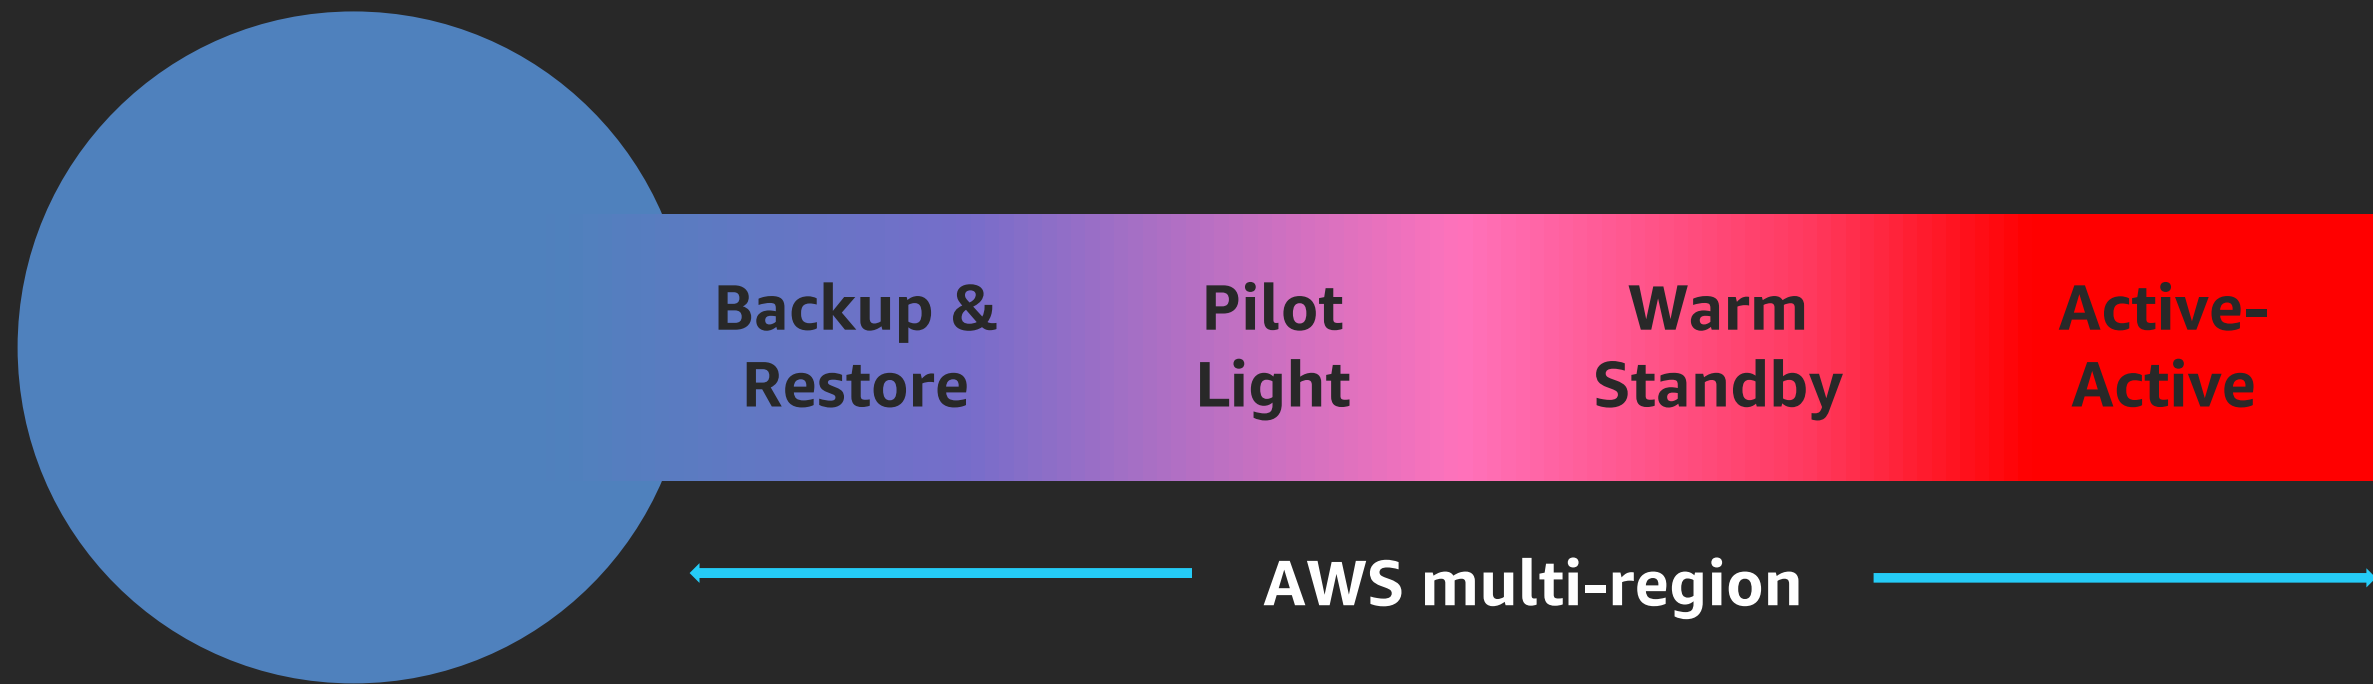 Backup &
Restore
Pilot
Light
Warm
Standby
Active-
Active
AWS multi-region